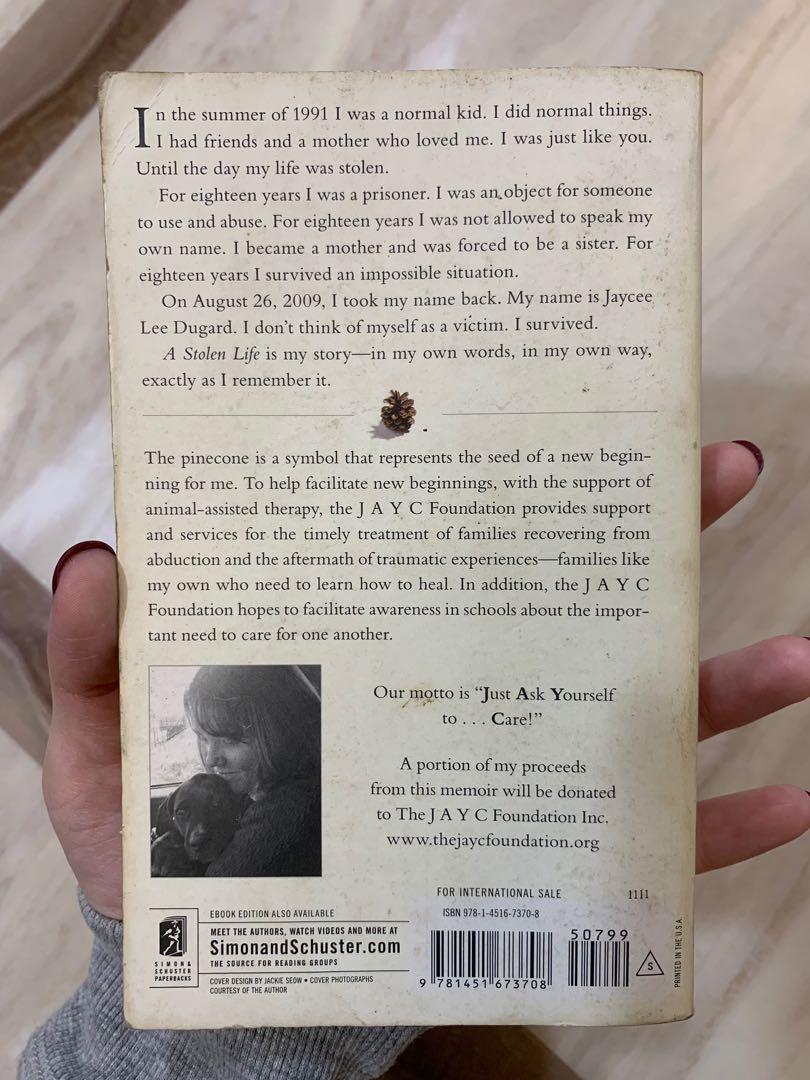 In the summer of 1991 I was a normal kid. I did normal things.
I had friends and a mother who loved me. I was just like you.
Until the day my life was stolen.
For eighteen years I was a prisoner. I was an object for someone
to use and abuse. For eighteen years I was not allowed to speak my
own name. I became a mother and was forced to be a sister. For
eighteen years I survived an impossible situation.
On August 26, 2009, I took my name back. My name is Jaycee
Lee Dugard. I don't think of myself as a victim. I survived.
A Stolen Life is my story—in my own words, in my own way,
exactly as I remember it.
The pinecone is a symbol that represents the seed of a new begin-
ning for me. To help facilitate new beginnings, with the support of
animal-assisted therapy, the J A Y C Foundation provides support
and services for the timely treatment of families recovering from
abduction and the aftermath of traumatic experiences—families like
my own who need to learn how to heal. In addition, the J A Y C
Foundation hopes to facilitate awareness in schools about the impor-
tant need to care for one another.
Our motto is "Just Ask Yourself
to . . . Care!"
A portion of my proceeds
from this memoir will be donated
to The J A Y C Foundation Inc.
www.thejaycfoundation.org
FOR INTERNATIONAL SALE 1111
ISBN 978-1-4516-7370-8
50799
9 781451 673708
S
PRINTED IN THE U.S.A.
SIMON &
SCHUSTER
PAPERBACKS
EBOOK EDITION ALSO AVAILABLE
MEET THE AUTHORS, WATCH VIDEOS AND MORE AT
SimonandSchuster.com
THE SOURCE FOR READING GROUPS
COVER DESIGN BY JACKIE SEOW • COVER PHOTOGRAPHS
COURTESY OF THE AUTHOR